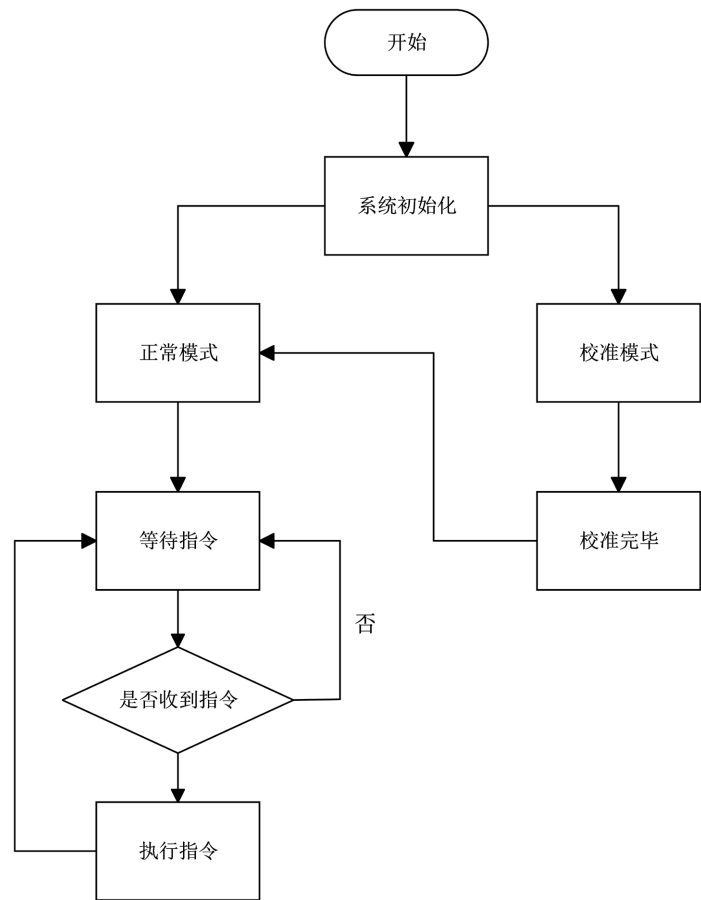 开始
系统初始化
正常模式
校准模式
等待指令
校准完毕
否
是否收到指令
执行指令